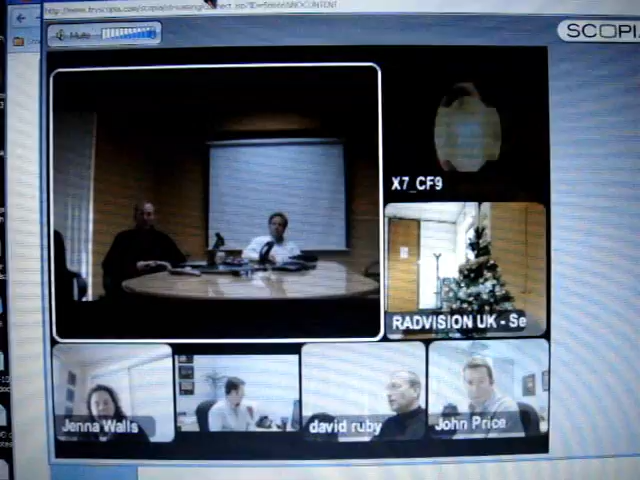 Mute
SCOPIA
X7_CF9
RADVISION UK - Se
Jenna Walls
david ruby
John Price